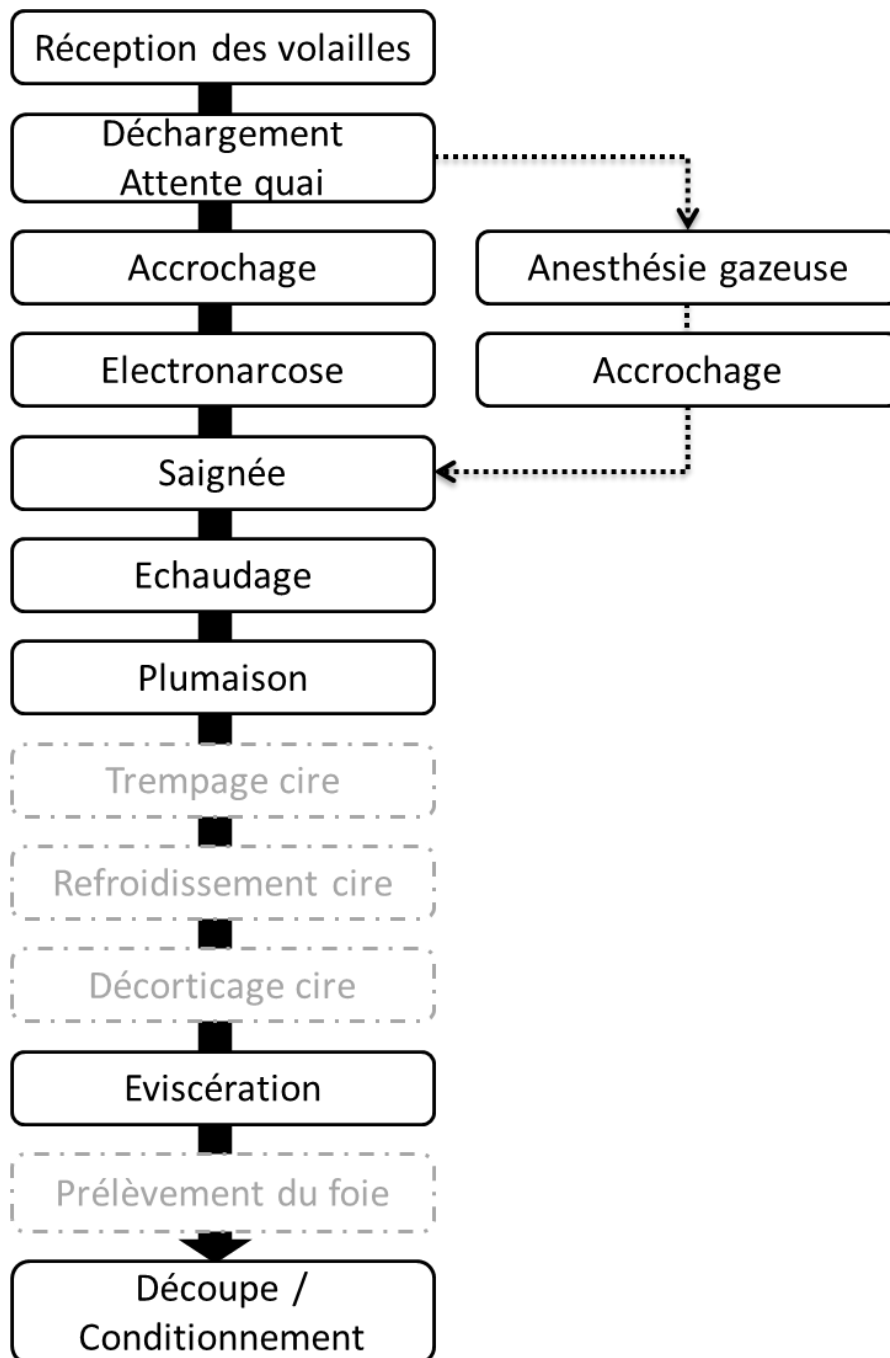 Réception des volailles
Déchargement
Attente quai
Accrochage
Anesthésie gazeuse
Electronarcose
Accrochage
Saignée
Echaudage
Plumaison
Trempage cire
Refroidissement cire
Décorticage cire
Eviscération
Prélèvement du foie
Découpe /
Conditionnement